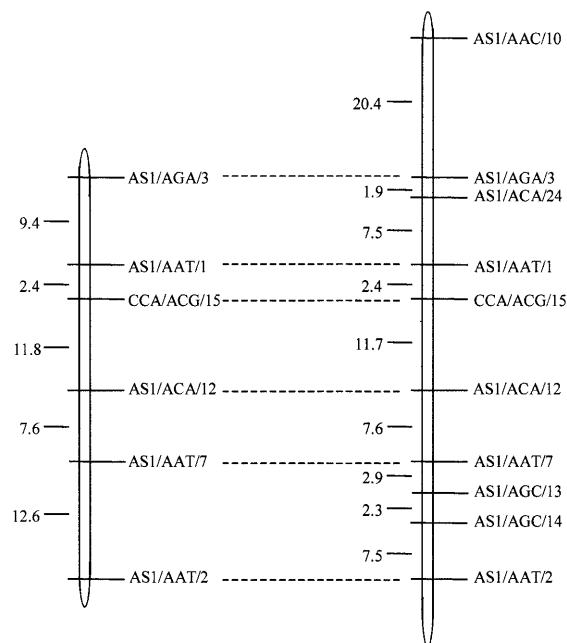 AS1/AAC/10
20.4
AS1/AGA/3
AS1/AGA/3
1.9
AS1/ACA/24
9.4
7.5
AS1/AAT/1
AS1/AAT/1
2.4
2.4
CCA/ACG/15
CCA/ACG/15
11.8
11.7
AS1/ACA/12
AS1/ACA/12
7.6
7.6
AS1/AAT/7
AS1/AAT/7
2.9
AS1/AGC/13
12.6
2.3
AS1/AGC/14
7.5
AS1/AAT/2
AS1/AAT/2